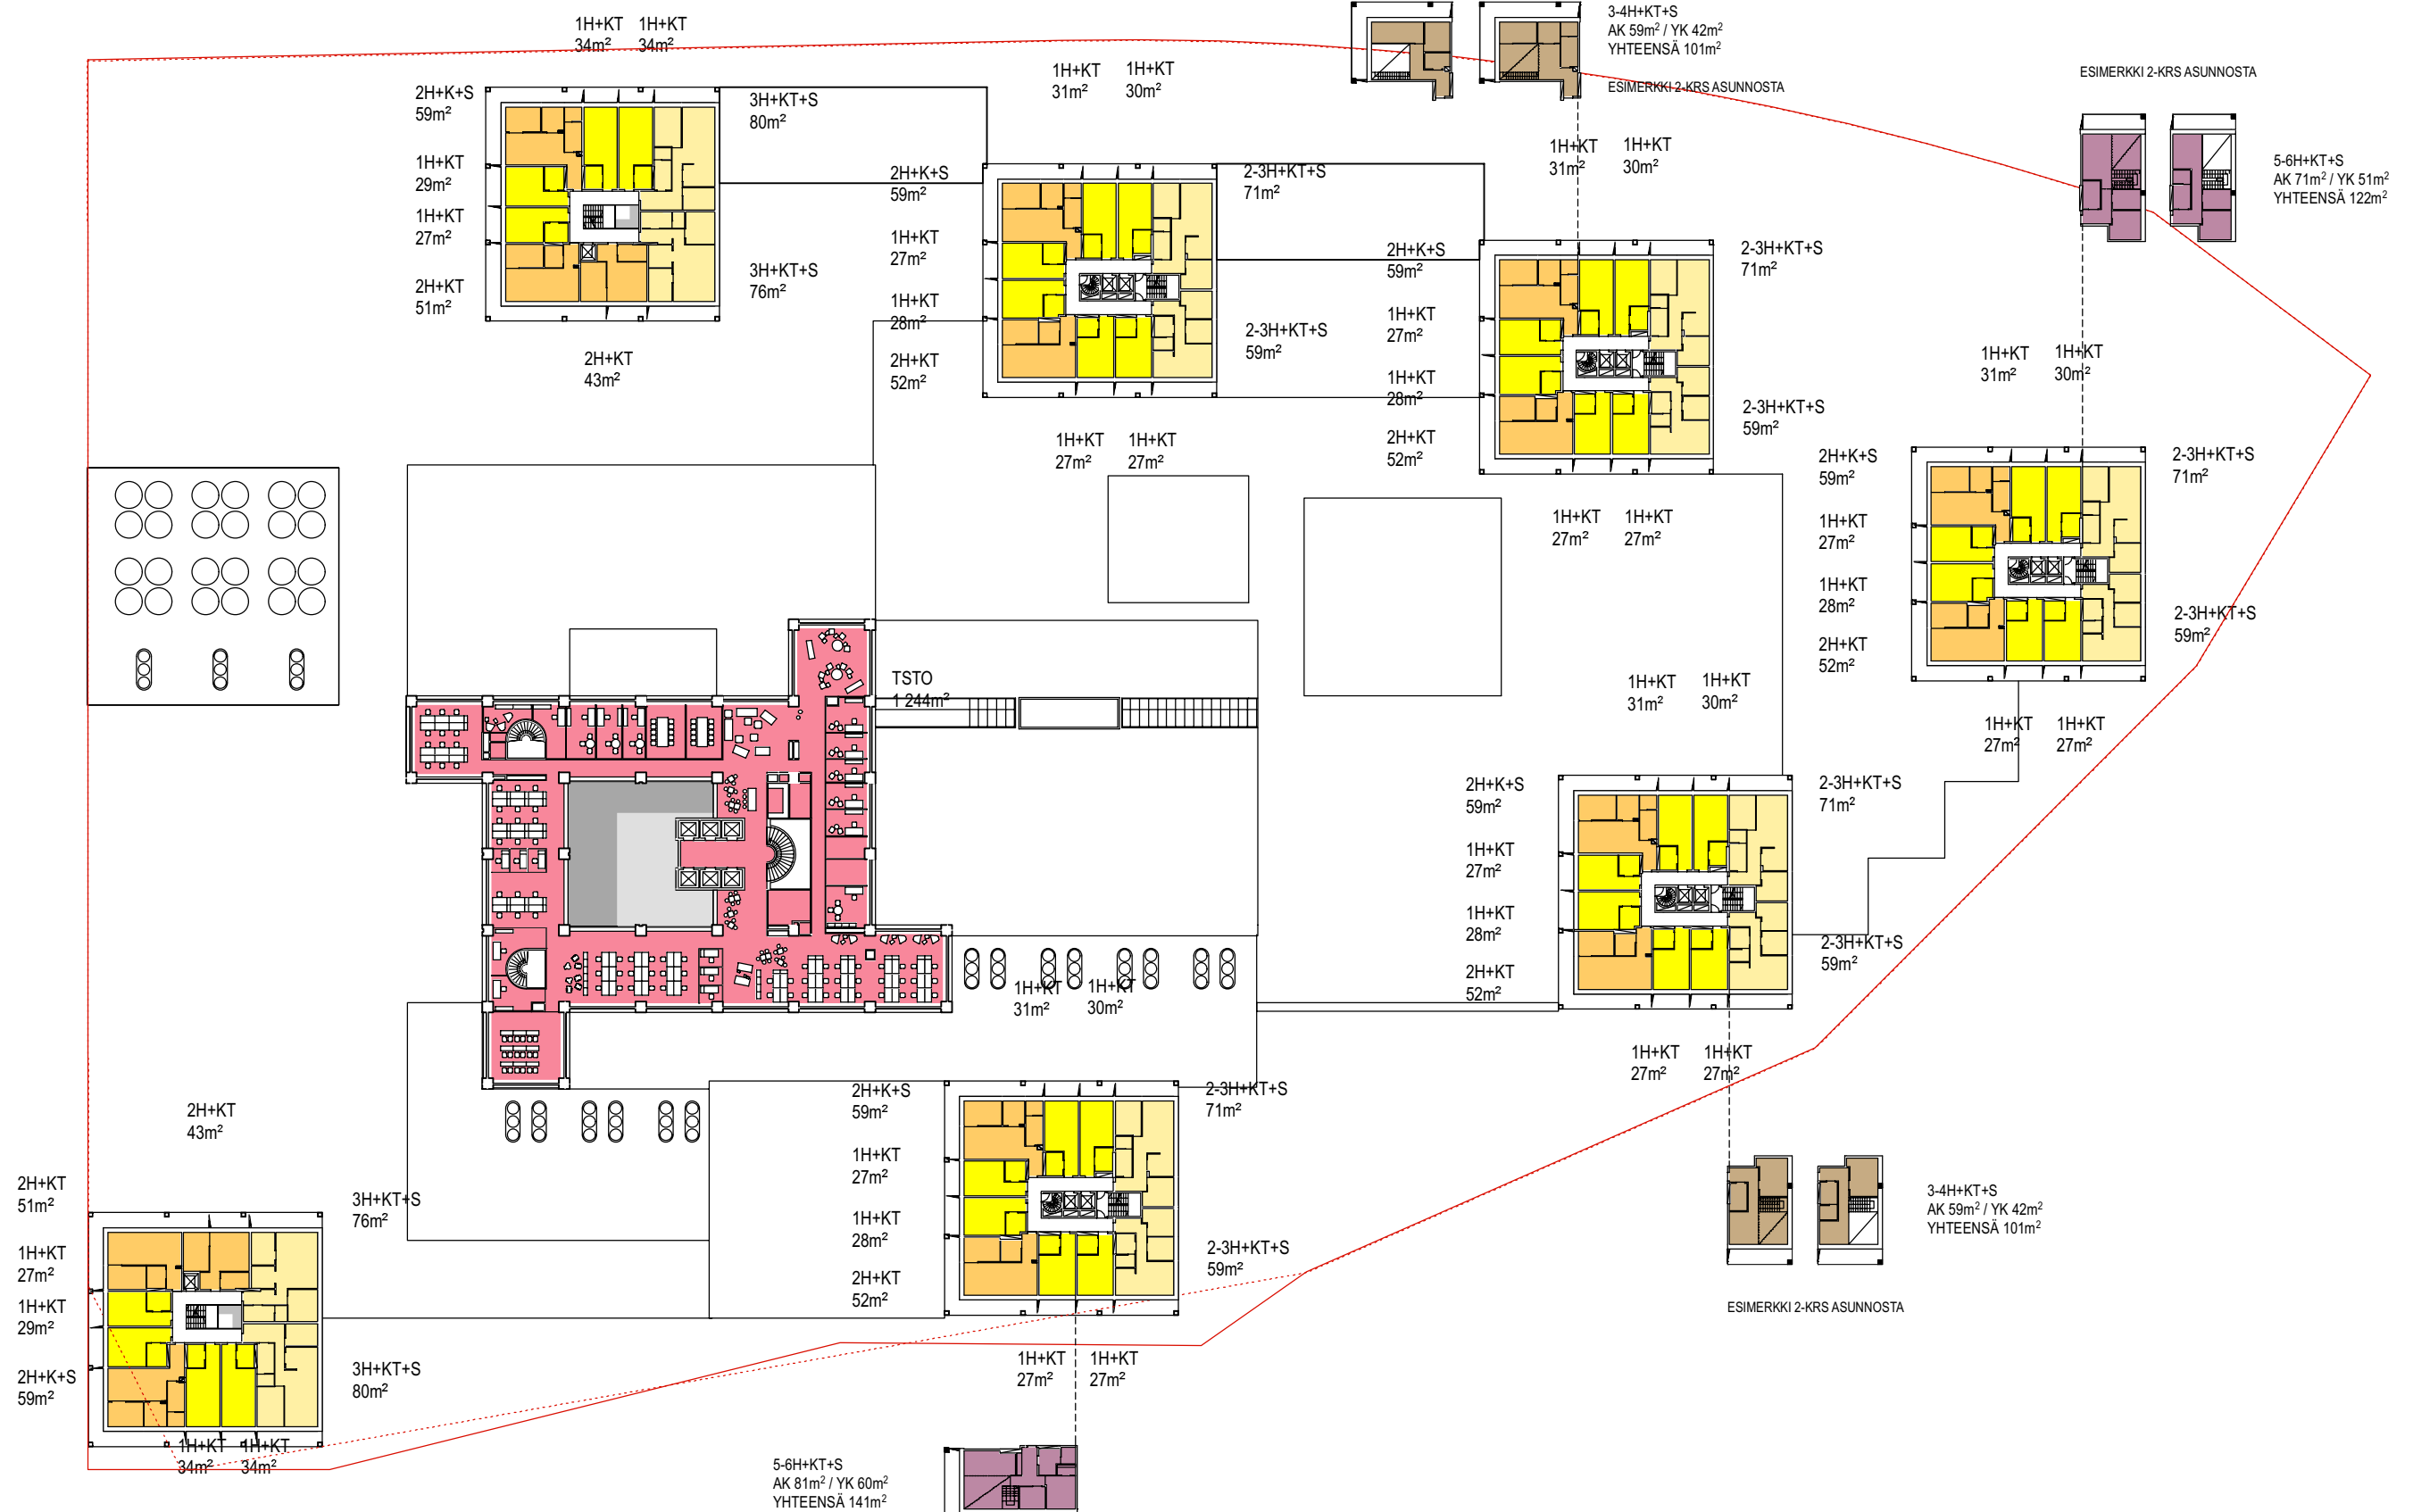 1H+KT 1H+KT
34m² 34m²
3-4H+KT+S
AK 59m² / YK 42m²
YHTEENSÄ 101m²
ESIMERKKI 2-KRS ASUNNOSTA
ESIMERKKI 2-KRS ASUNNOSTA
5-6H+KT+S
AK 71m² / YK 51m²
YHTEENSÄ 122m²
2H+K+S
59m²
1H+KT
29m²
1H+KT
27m²
2H+KT
51m²
3H+KT+S
80m²
3H+KT+S
76m²
2H+KT
43m²
1H+KT 1H+KT
31m² 30m²
2H+K+S
59m²
1H+KT
27m²
1H+KT
28m²
2H+KT
52m²
2-3H+KT+S
71m²
2-3H+KT+S
59m²
1H+KT 1H+KT
27m² 27m²
1H+KT 1H+KT
31m² 30m²
2H+K+S
59m²
1H+KT
27m²
1H+KT
28m²
2H+KT
52m²
2-3H+KT+S
71m²
2-3H+KT+S
59m²
1H+KT 1H+KT
27m² 27m²
1H+KT 1H+KT
31m² 30m²
2H+K+S
59m²
1H+KT
27m²
1H+KT
28m²
2H+KT
52m²
2-3H+KT+S
71m²
2-3H+KT+S
59m²
1H+KT 1H+KT
27m² 27m²
TSTO
1 244m²
1H+KT 1H+KT
31m² 30m²
2H+K+S
59m²
1H+KT
27m²
1H+KT
28m²
2H+KT
52m²
2-3H+KT+S
71m²
2-3H+KT+S
59m²
1H+KT 1H+KT
27m² 27m²
1H+KT 1H+KT
31m² 30m²
2H+K+S
59m²
1H+KT
27m²
1H+KT
28m²
2H+KT
52m²
2-3H+KT+S
71m²
2-3H+KT+S
59m²
1H+KT 1H+KT
27m² 27m²
3-4H+KT+S
AK 59m² / YK 42m²
YHTEENSÄ 101m²
ESIMERKKI 2-KRS ASUNNOSTA
2H+KT
43m²
2H+KT
51m²
1H+KT
27m²
1H+KT
29m²
2H+K+S
59m²
3H+KT+S
76m²
3H+KT+S
80m²
1H+KT 1H+KT
34m² 34m²
5-6H+KT+S
AK 81m² / YK 60m²
YHTEENSÄ 141m²